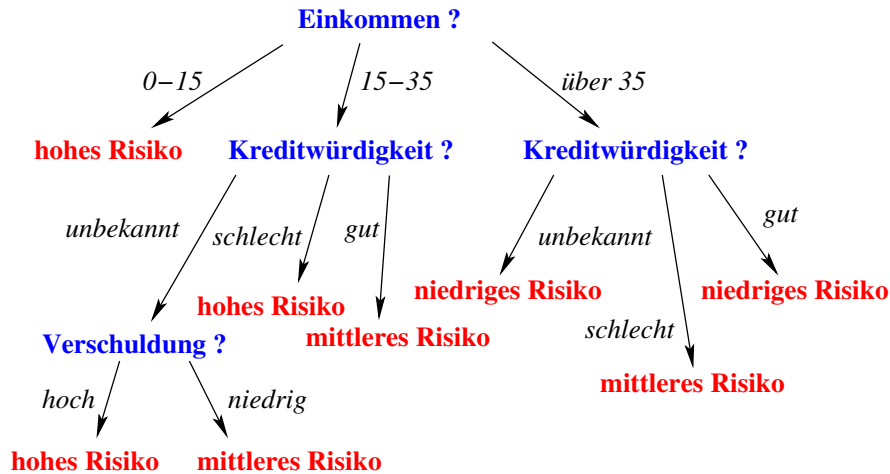 Einkommen ?
0−15
15−35
über 35
hohes Risiko
Kreditwürdigkeit ?
Kreditwürdigkeit ?
unbekannt
schlecht
gut
unbekannt
gut
hohes Risiko
niedriges Risiko
niedriges Risiko
Verschuldung ?
mittleres Risiko
schlecht
mittleres Risiko
hoch
niedrig
hohes Risiko
mittleres Risiko